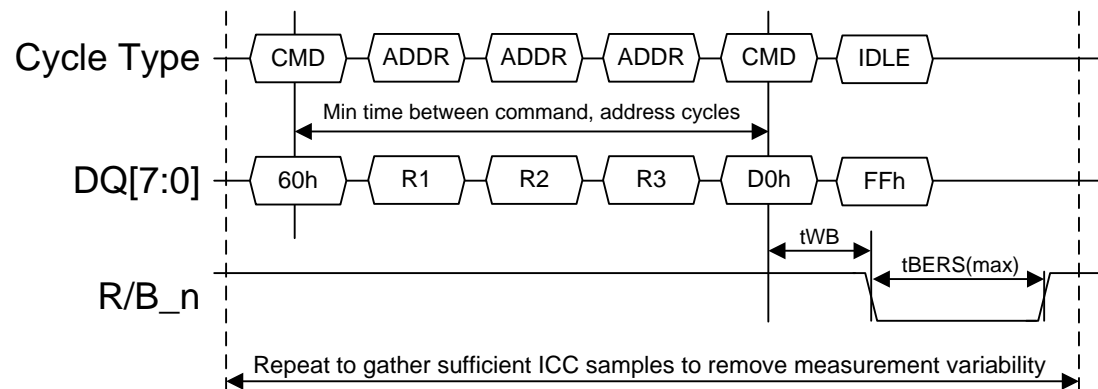 Cycle Type CMD ADDR ADDR ADDR CMD IDLE
Min time between command, address cycles
DQ[7:0] 60h R1 R2 R3 D0h FFh
tWB
tBERS(max)
R/B_n
Repeat to gather sufficient ICC samples to remove measurement variability